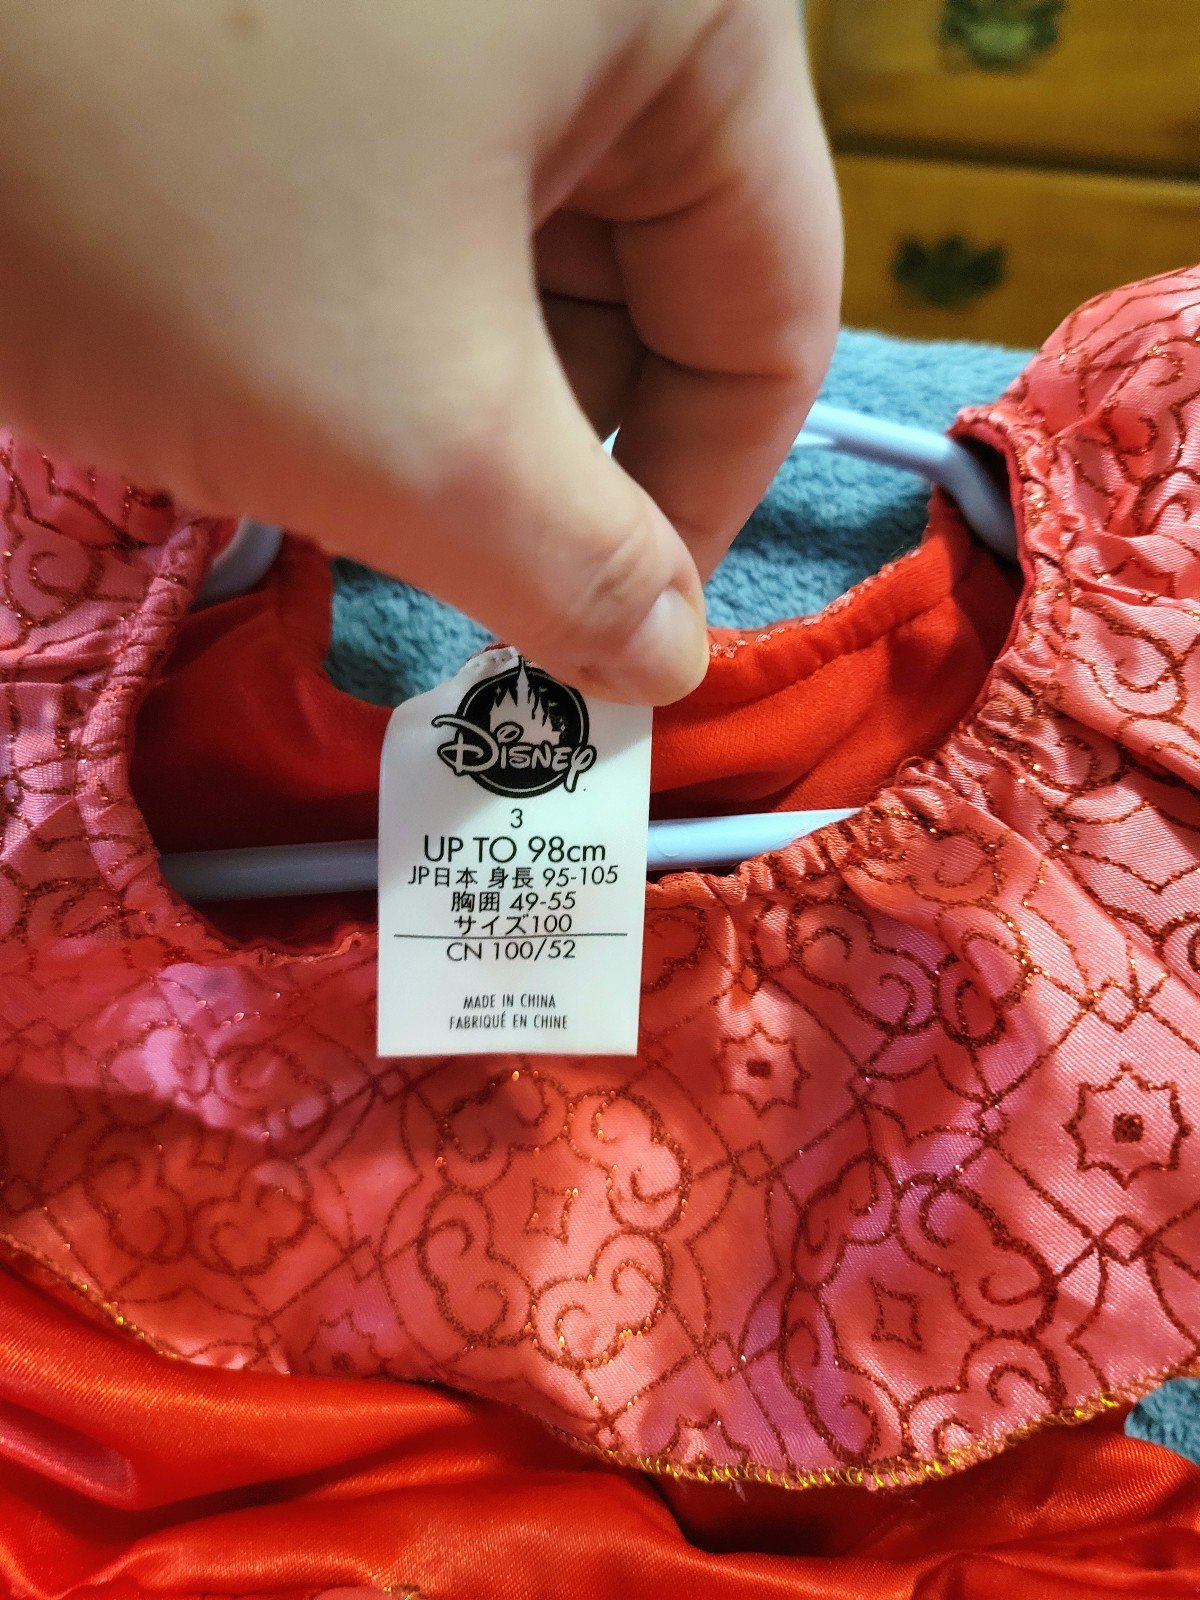 Disney
3
UP TO 98cm
JP日本 身長 95-105
胸囲 49-55
サイズ100
CN 100/52
MADE IN CHINA
FABRIQUÉ EN CHINE